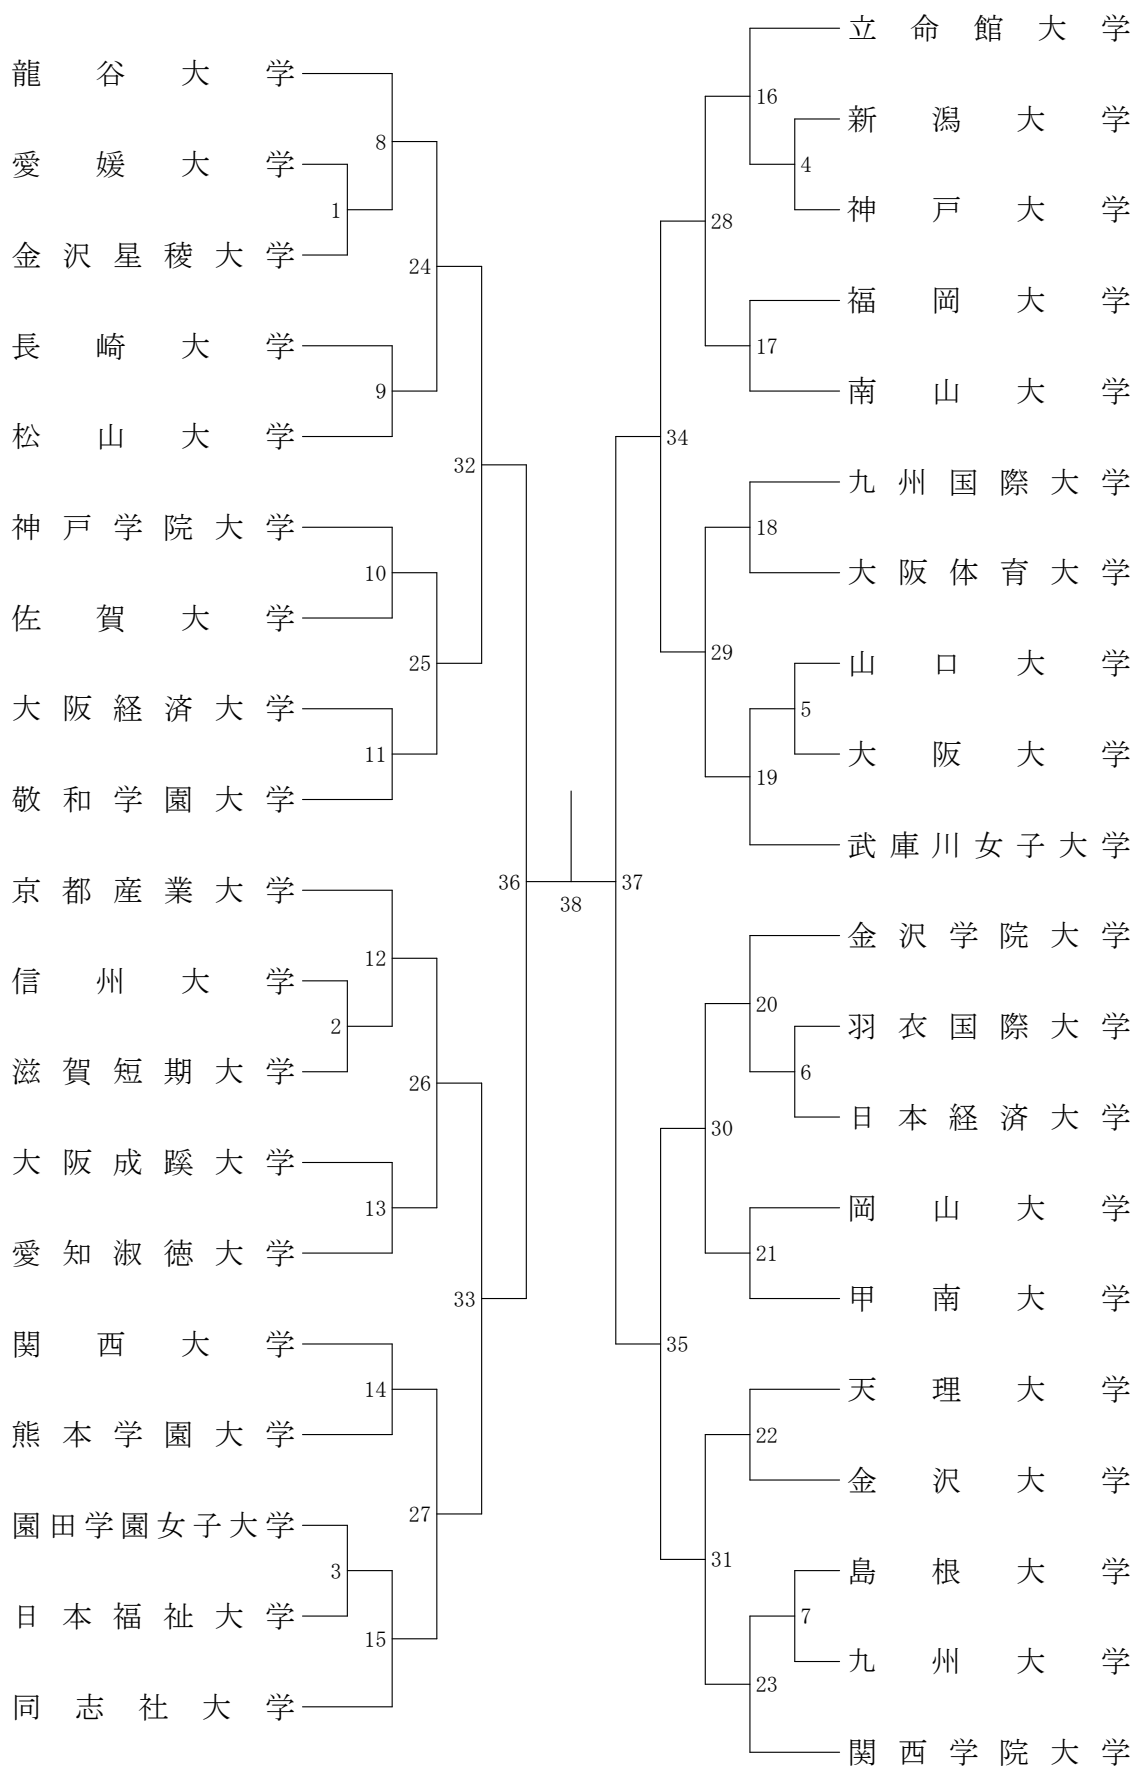 龍谷大学
愛媛大学
金沢星稜大学
長崎大学
松山大学
神戸学院大学
佐賀大学
大阪経済大学
敬和学園大学
京都産業大学
信州大学
滋賀短期大学
大阪成蹊大学
愛知淑徳大学
関西大学
熊本学園大学
園田学園女子大学
日本福祉大学
同志社大学
1
2
3
8
9
10
11
12
13
14
15
24
25
26
27
32
33
36
38
37
34
35
28
29
30
31
16
17
18
19
20
21
22
23
4
5
6
7
立命館大学
新潟大学
神戸大学
福岡大学
南山大学
九州国際大学
大阪体育大学
山口大学
大阪大学
武庫川女子大学
金沢学院大学
羽衣国際大学
日本経済大学
岡山大学
甲南大学
天理大学
金沢大学
島根大学
九州大学
関西学院大学